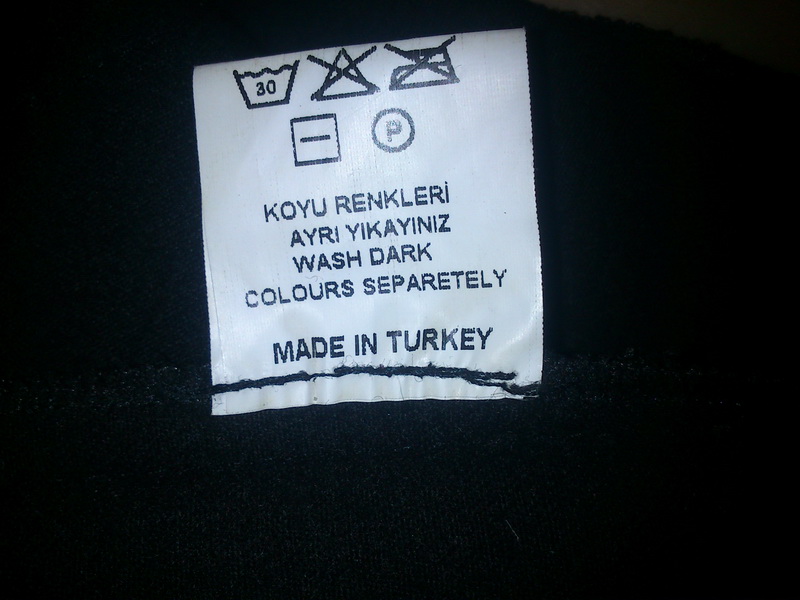 30
P
KOYU RENKLERİ
AYRI YIKAYINIZ
WASH DARK
COLOURS SEPARETELY
MADE IN TURKEY